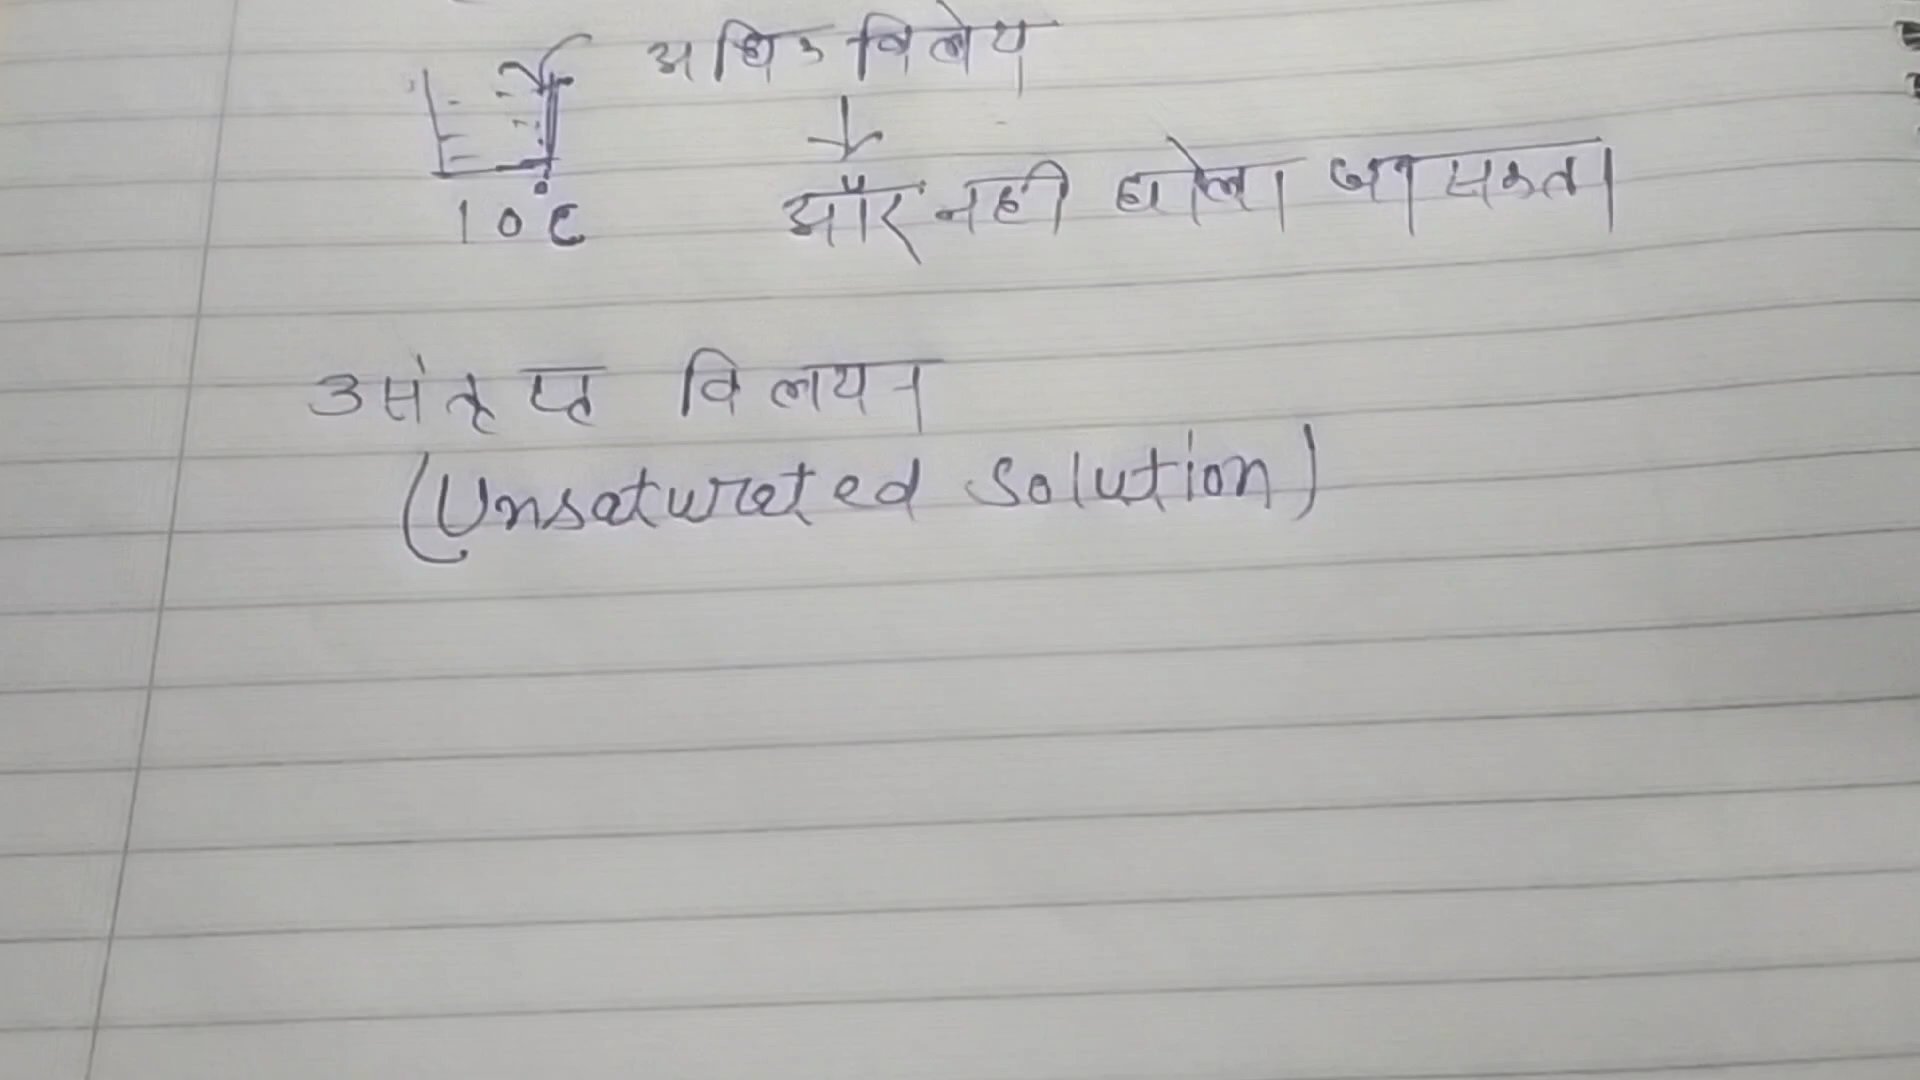 अधिक विलेय
और नही घोला जा सकता
10°C
असंतृप्त विलयन
(Unsaturated Solution)